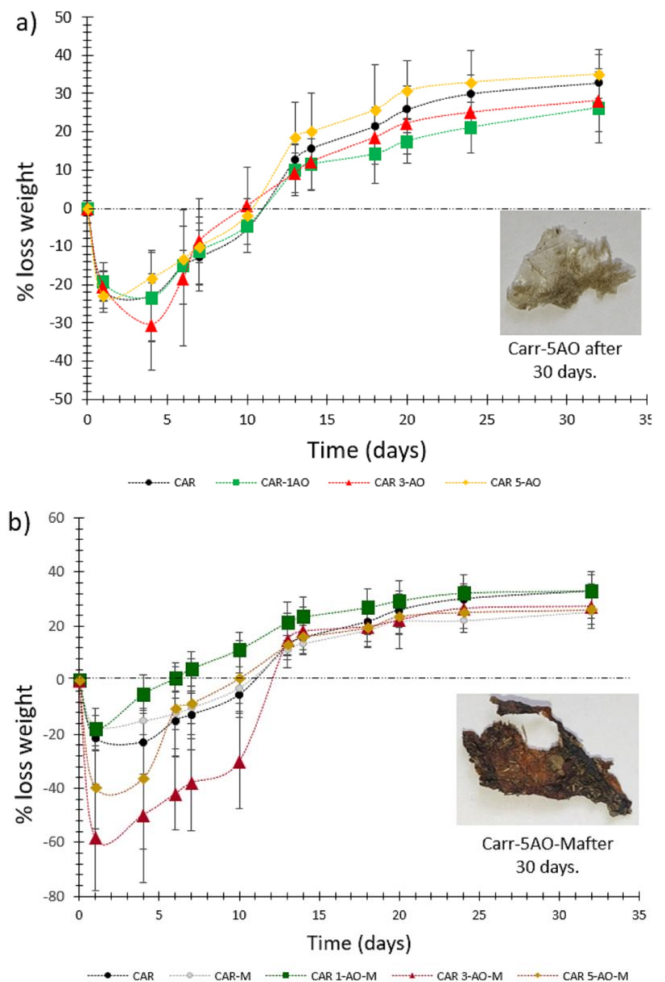 a)
50
40
30
20
10
0
-10
-20
-30
-40
-50
% loss weight
0 5 10 15 20 25 30 35
Carr-5AO after
30 days.
Time (days)
CAR CAR-1AO CAR 3-AO CAR 5-AO
b)
60
40
20
0
-20
-40
-60
-80
% loss weight
0 5 10 15 20 25 30 35
Carr-5AO-Mafter
30 days.
Time (days)
CAR CAR-M CAR 1-AO-M CAR 3-AO-M CAR 5-AO-M